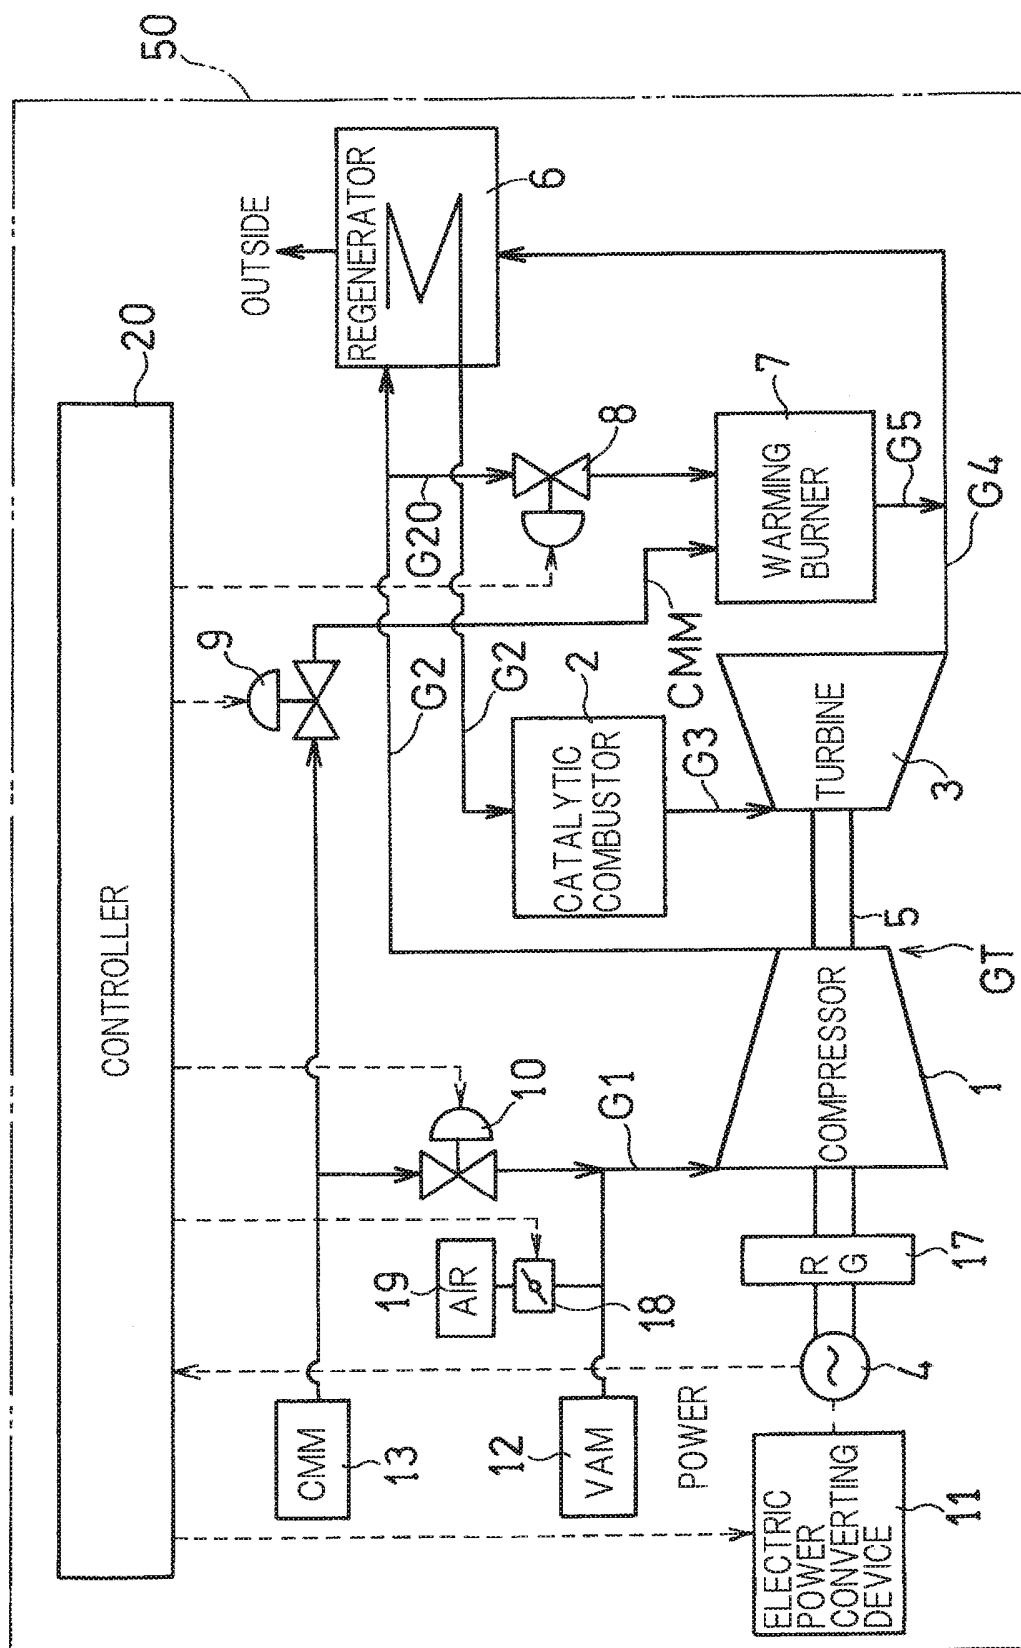 50
20
CONTROLLER
OUTSIDE
REGENERATOR
6
9
G20
8
G2
G2
CMM
WARMING
BURNER
7
G5
G4
CATALYTIC
COMBUSTOR
2
G3
TURBINE
3
5
GT
10
G1
COMPRESSOR
1
19
AIR
18
R
G
17
CMM
13
12
VAM
POWER
4
ELECTRIC
POWER
CONVERTING
DEVICE
11